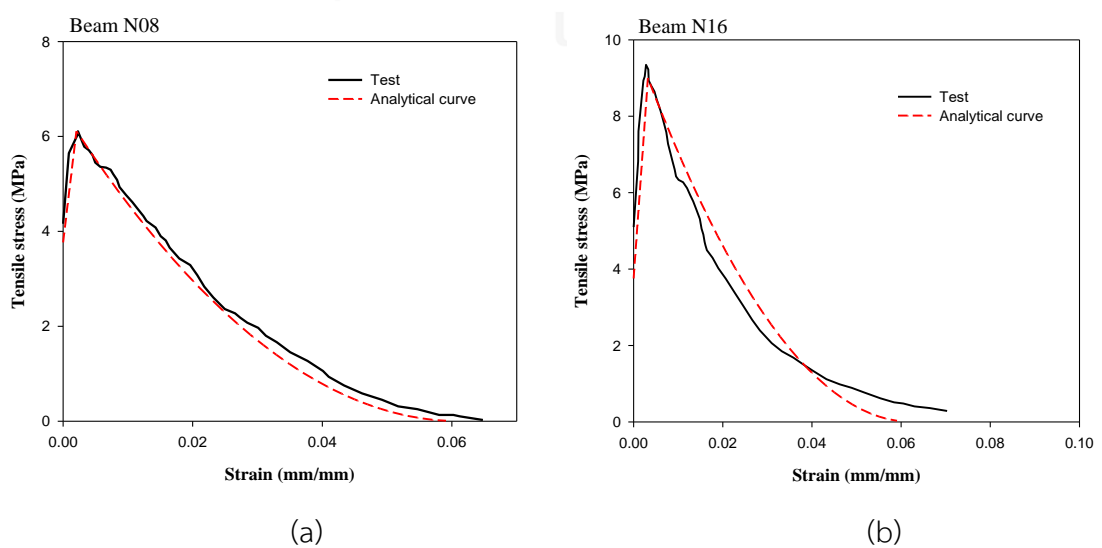 Beam N08
8
6
4
2
0
Tensile stress (MPa)
Test
Analytical curve
0.00 0.02 0.04 0.06
Strain (mm/mm)
(a)
Beam N16
10
8
6
4
2
0
Tensile stress (MPa)
Test
Analytical curve
0.00 0.02 0.04 0.06 0.08 0.10
Strain (mm/mm)
(b)